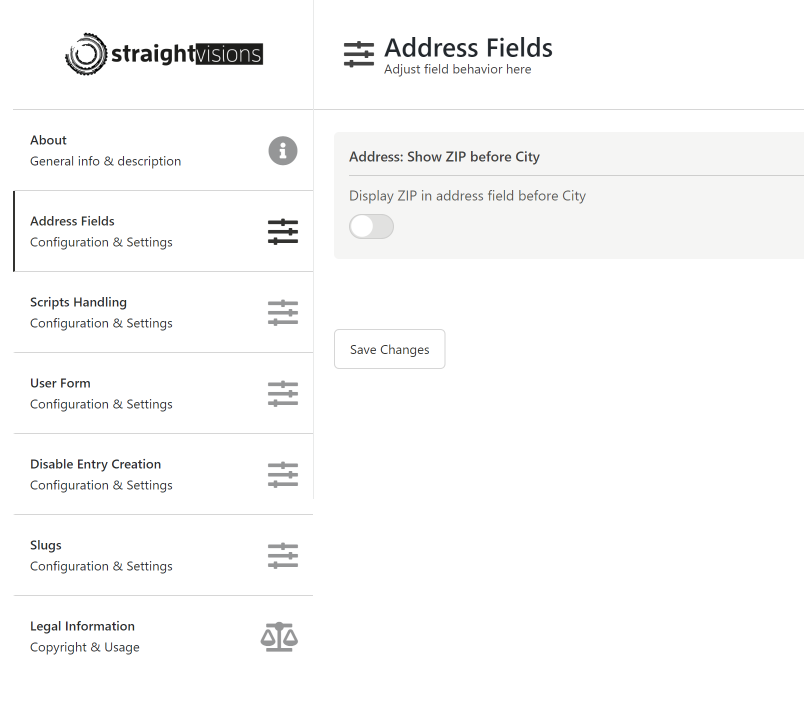 straightvisions
Address Fields
Adjust field behavior here
About
General info & description
Address Fields
Configuration & Settings
Scripts Handling
Configuration & Settings
User Form
Configuration & Settings
Disable Entry Creation
Configuration & Settings
Slugs
Configuration & Settings
Legal Information
Copyright & Usage
Address: Show ZIP before City
Display ZIP in address field before City
Save Changes